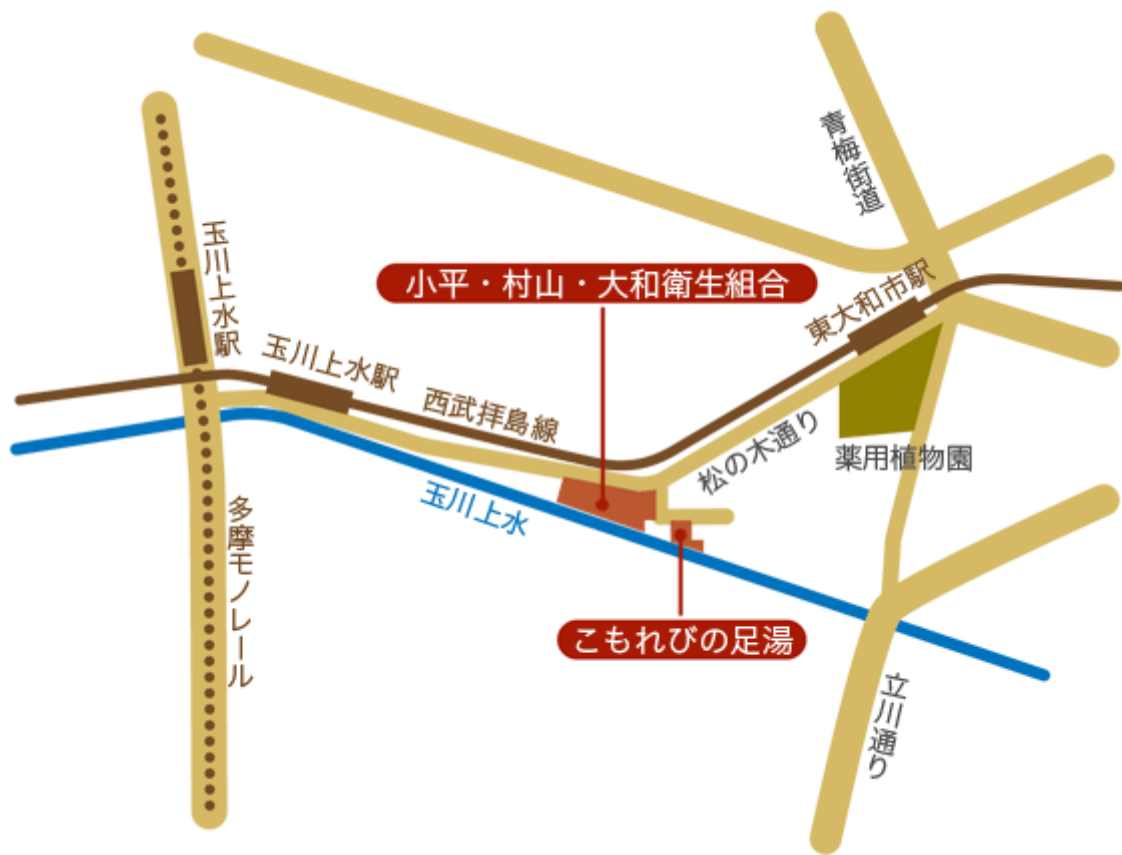 青梅街道
玉川上水駅
小平・村山・大和衛生組合
東大和市駅
玉川上水駅
西武拝島線
松の木通り
薬用植物園
玉川上水
多摩モノレール
こもれびの足湯
立川通り